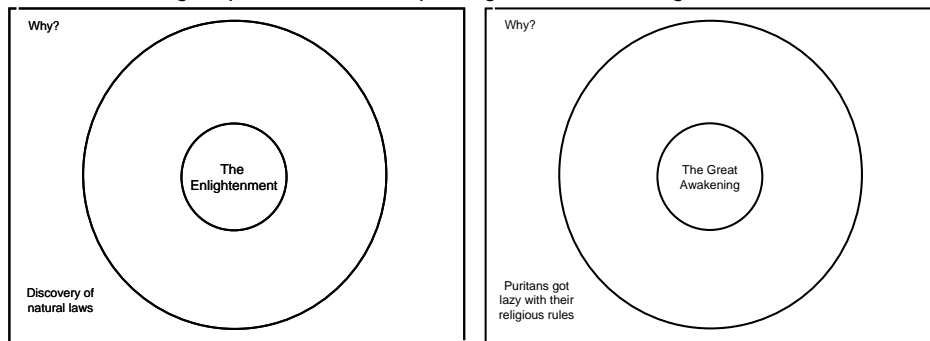 Why?
The
Enlightenment
Discovery of
natural laws
Why?
The Great
Awakening
Puritans got
lazy with their
religious rules